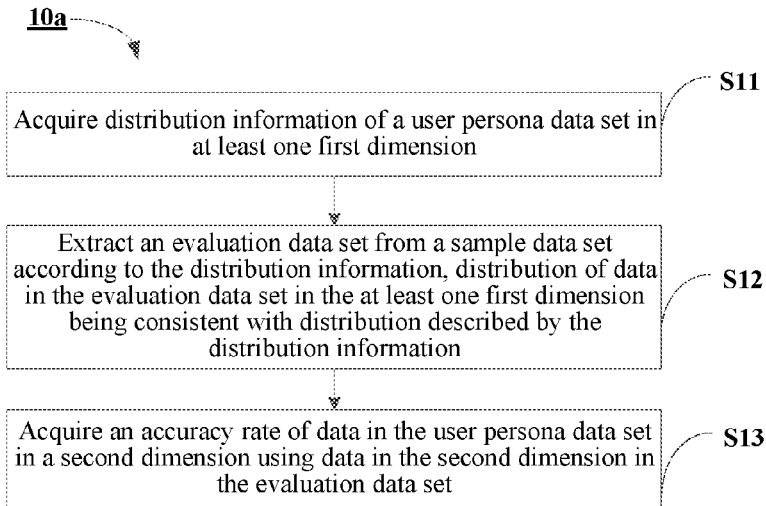 10a
S11
Acquire distribution information of a user persona data set in
at least one first dimension
Extract an evaluation data set from a sample data set
according to the distribution information, distribution of data
in the evaluation data set in the at least one first dimension
being consistent with distribution described by the
distribution information
S12
Acquire an accuracy rate of data in the user persona data set
in a second dimension using data in the second dimension in
the evaluation data set
S13